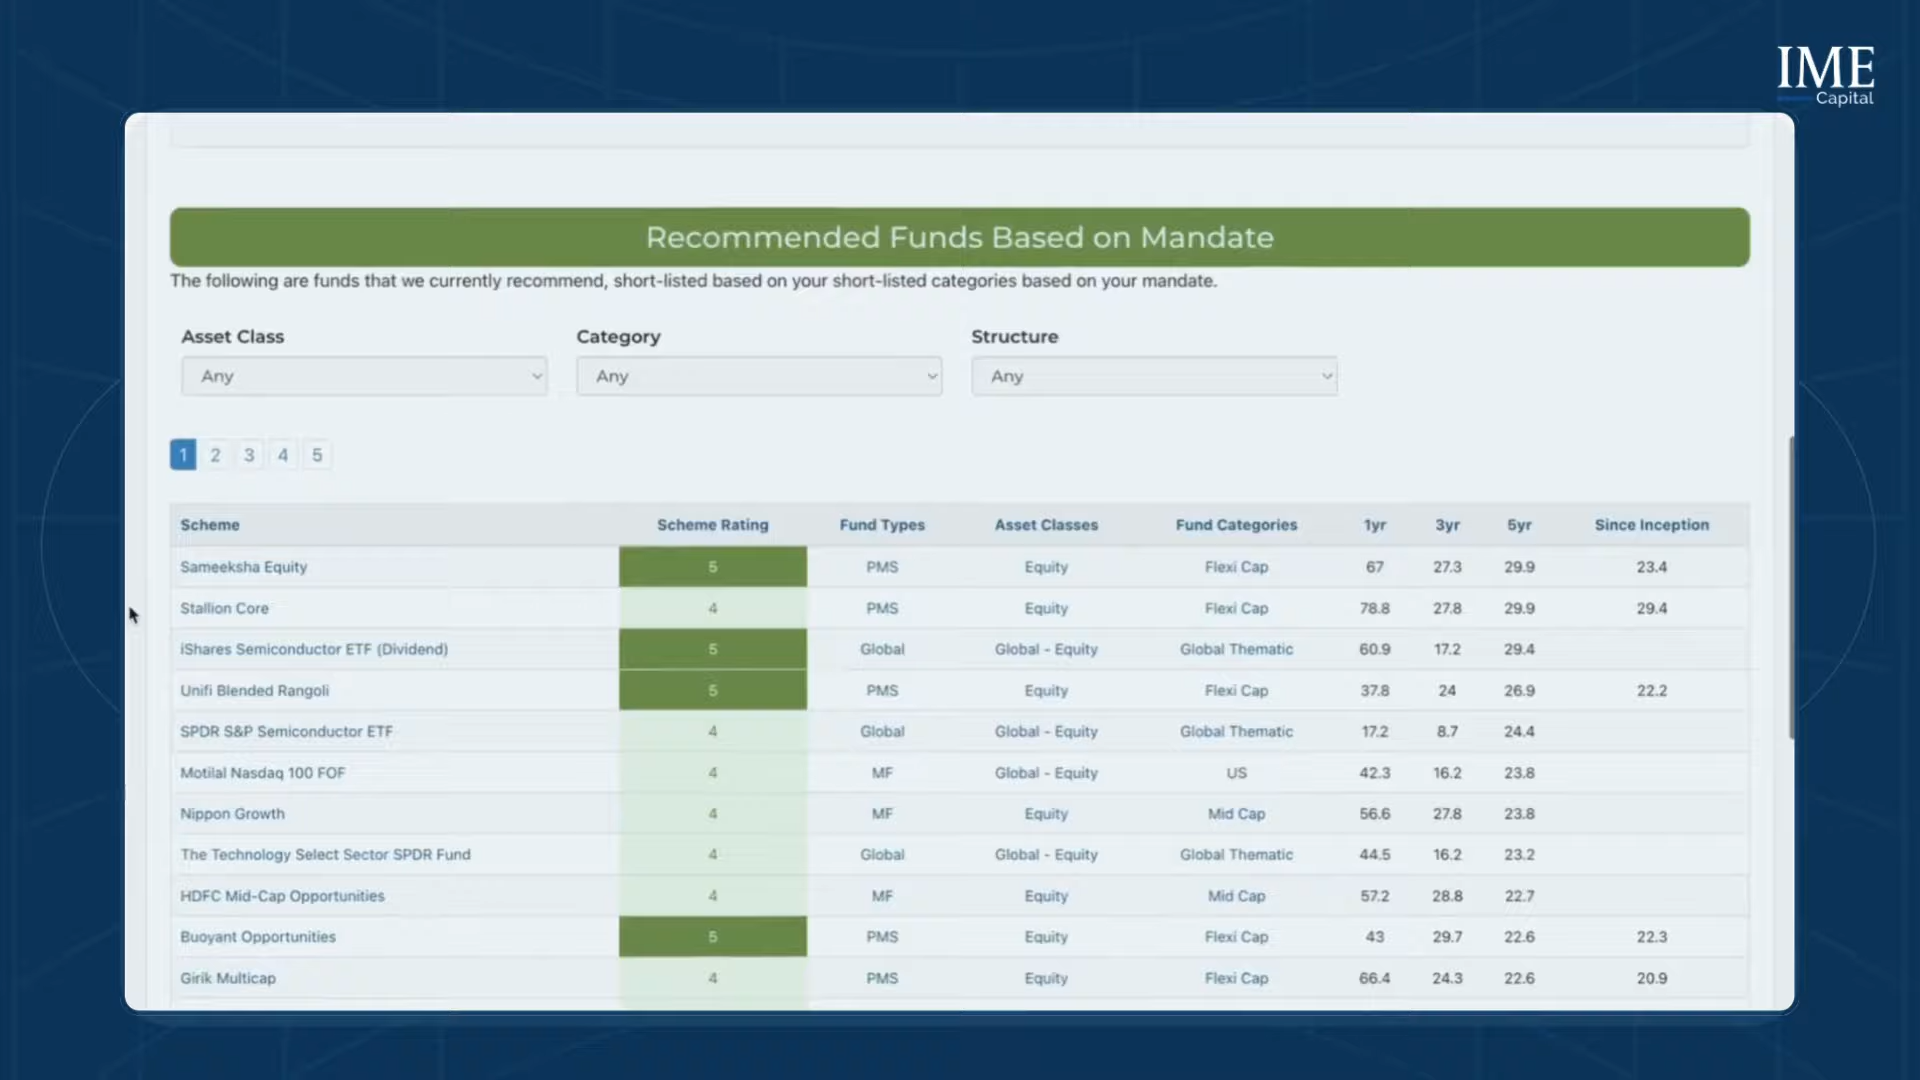 IME
Capital
Recommended Funds Based on Mandate
The following are funds that we currently recommend, short-listed based on your short-listed categories based on your mandate.
Asset Class Category Structure
Any Any Any
1 2 3 4 5
Scheme Scheme Rating Fund Types Asset Classes Fund Categories 1yr 3yr 5yr Since Inception
Sameeksha Equity 5 PMS Equity Flexi Cap 67 27.3 29.9 23.4
Stallion Core 4 PMS Equity Flexi Cap 78.8 27.8 29.9 29.4
iShares Semiconductor ETF (Dividend) 5 Global Global - Equity Global Thematic 60.9 17.2 29.4
Unifi Blended Rangoli 5 PMS Equity Flexi Cap 37.8 24 26.9 22.2
SPDR S&P Semiconductor ETF 4 Global Global - Equity Global Thematic 17.2 8.7 24.4
Motilal Nasdaq 100 FOF 4 MF Global - Equity US 42.3 16.2 23.8
Nippon Growth 4 MF Equity Mid Cap 56.6 27.8 23.8
The Technology Select Sector SPDR Fund 4 Global Global - Equity Global Thematic 44.5 16.2 23.2
HDFC Mid-Cap Opportunities 4 MF Equity Mid Cap 57.2 28.8 22.7
Buoyant Opportunities 5 PMS Equity Flexi Cap 43 29.7 22.6 22.3
Girik Multicap 4 PMS Equity Flexi Cap 66.4 24.3 22.6 20.9